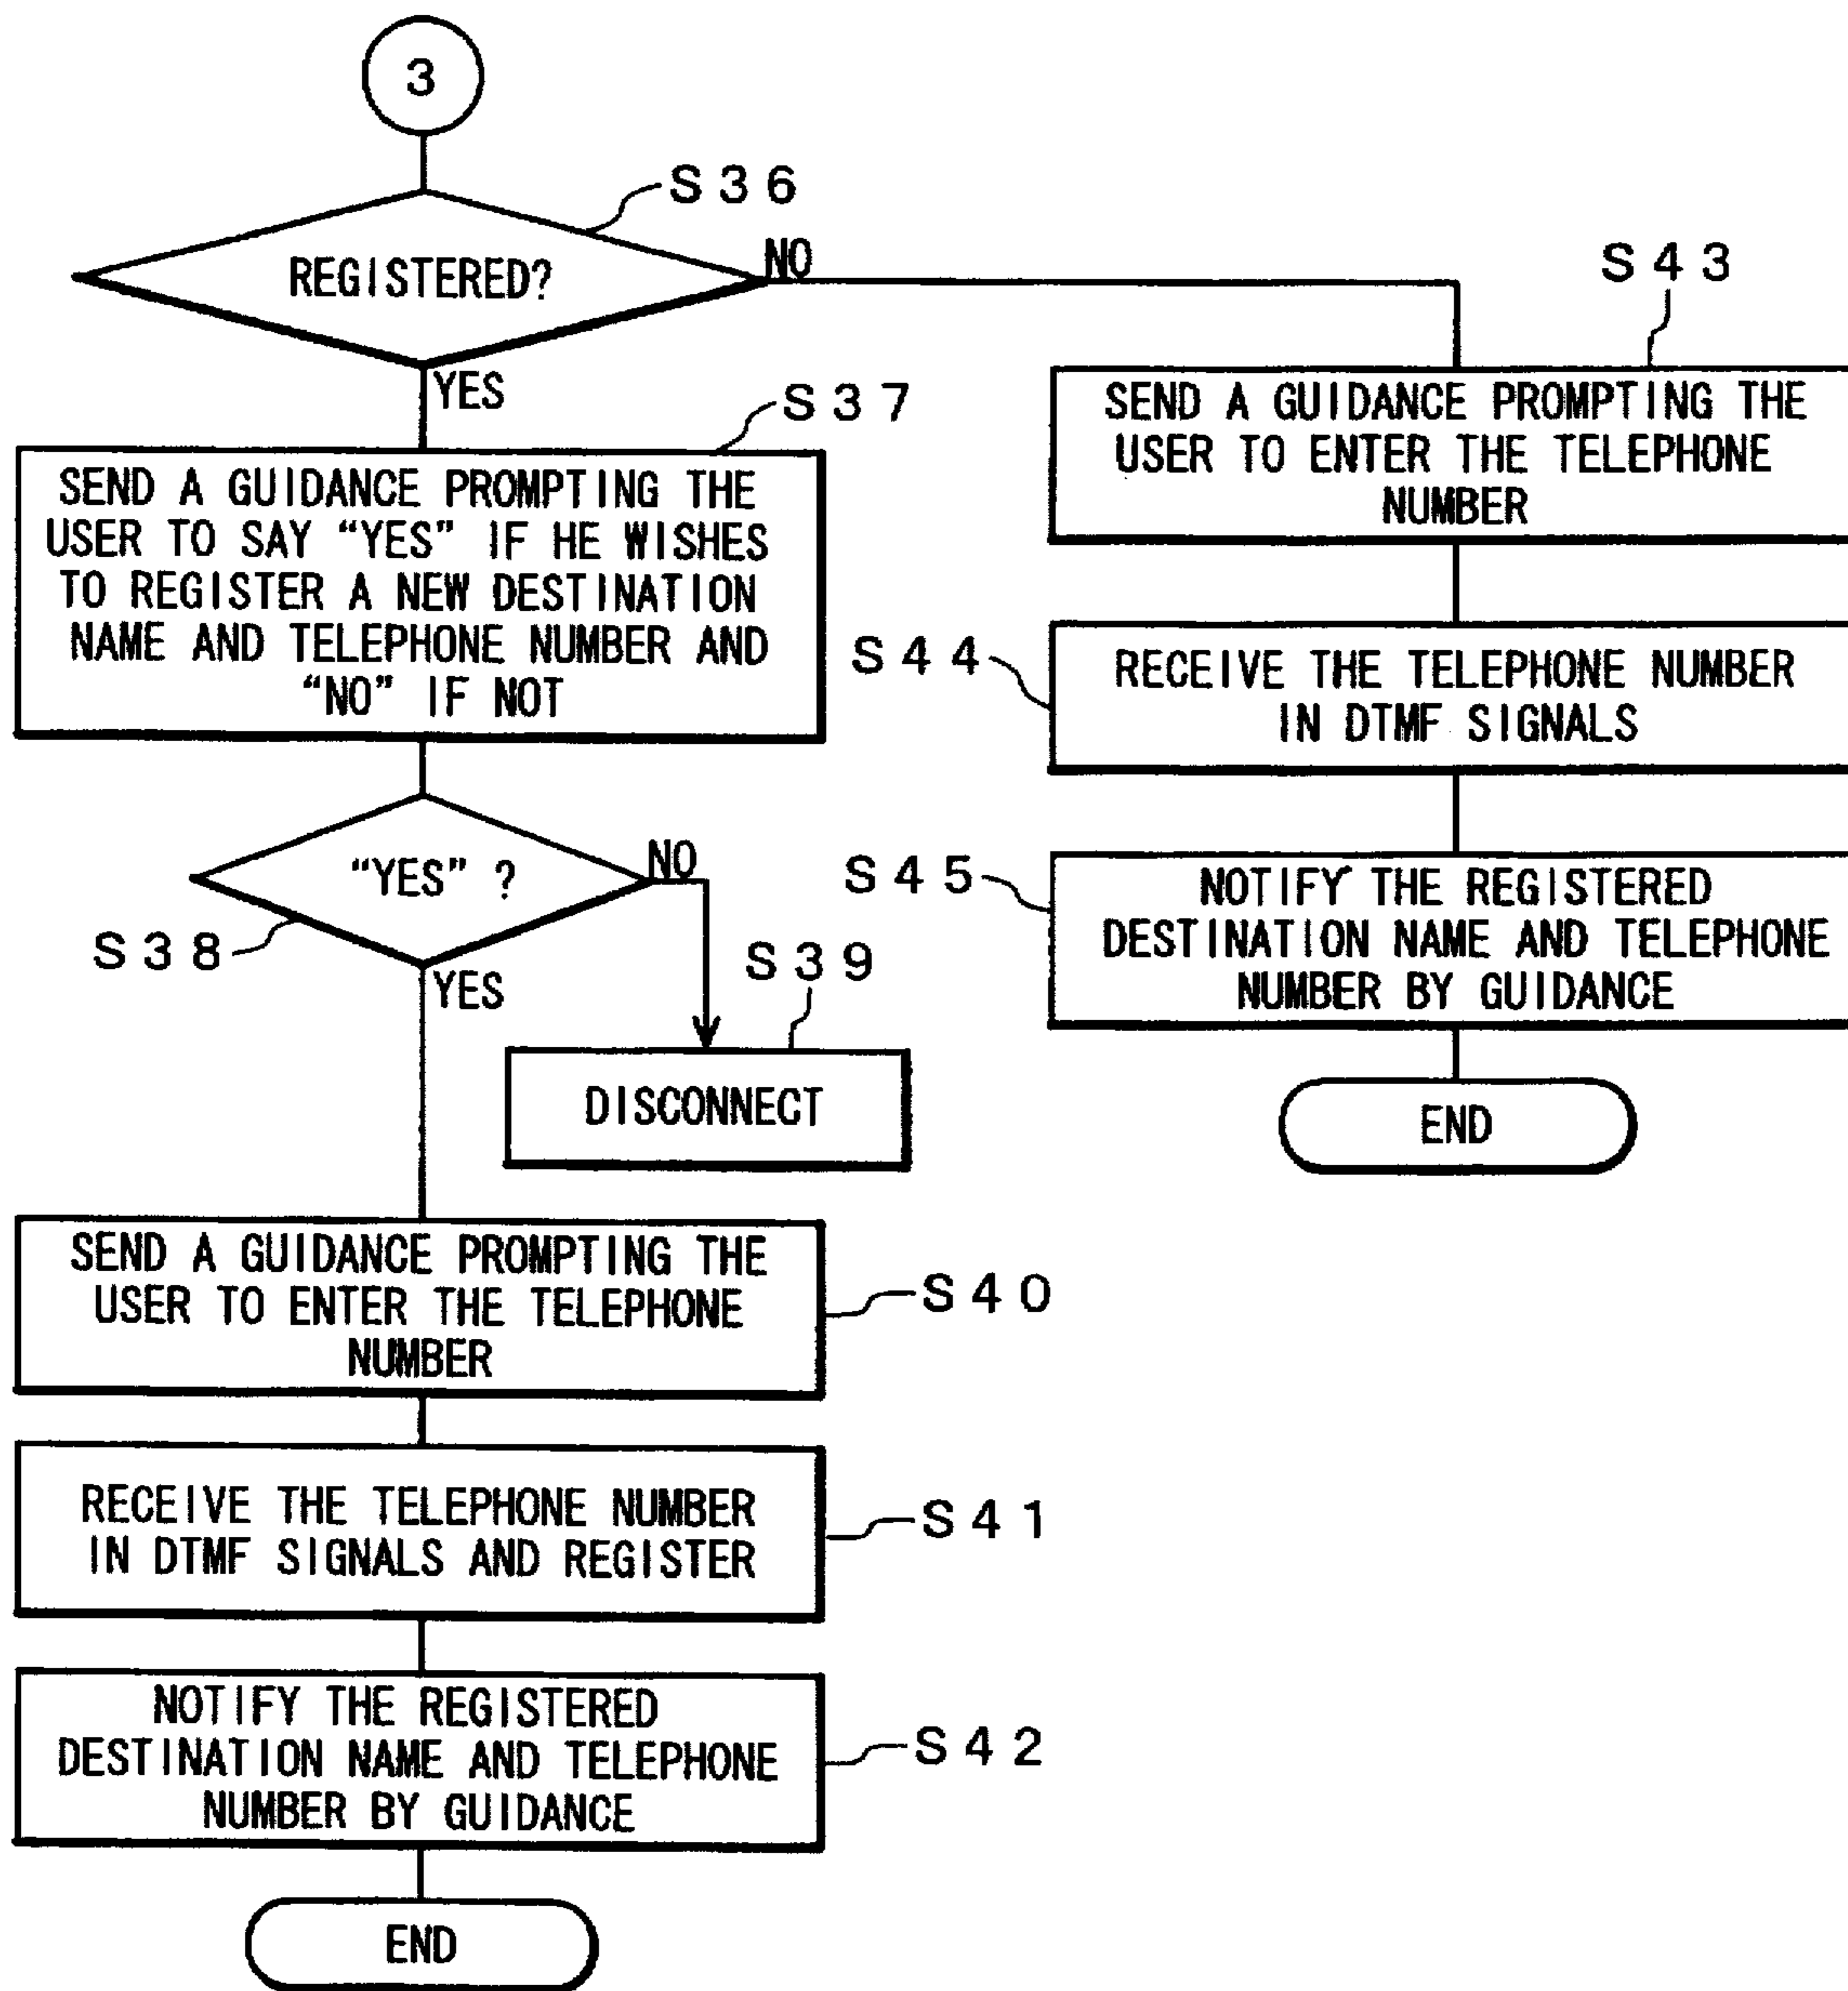 3
S36
REGISTERED?
NO
YES
S37
SEND A GUIDANCE PROMPTING THE
USER TO SAY “YES” IF HE WISHES
TO REGISTER A NEW DESTINATION
NAME AND TELEPHONE NUMBER AND
“NO” IF NOT
“YES” ?
NO
S38
YES
S39
DISCONNECT
SEND A GUIDANCE PROMPTING THE
USER TO ENTER THE TELEPHONE
NUMBER
S40
RECEIVE THE TELEPHONE NUMBER
IN DTMF SIGNALS AND REGISTER
S41
NOTIFY THE REGISTERED
DESTINATION NAME AND TELEPHONE
NUMBER BY GUIDANCE
S42
END
S43
SEND A GUIDANCE PROMPTING THE
USER TO ENTER THE TELEPHONE
NUMBER
S44
RECEIVE THE TELEPHONE NUMBER
IN DTMF SIGNALS
S45
NOTIFY THE REGISTERED
DESTINATION NAME AND TELEPHONE
NUMBER BY GUIDANCE
END